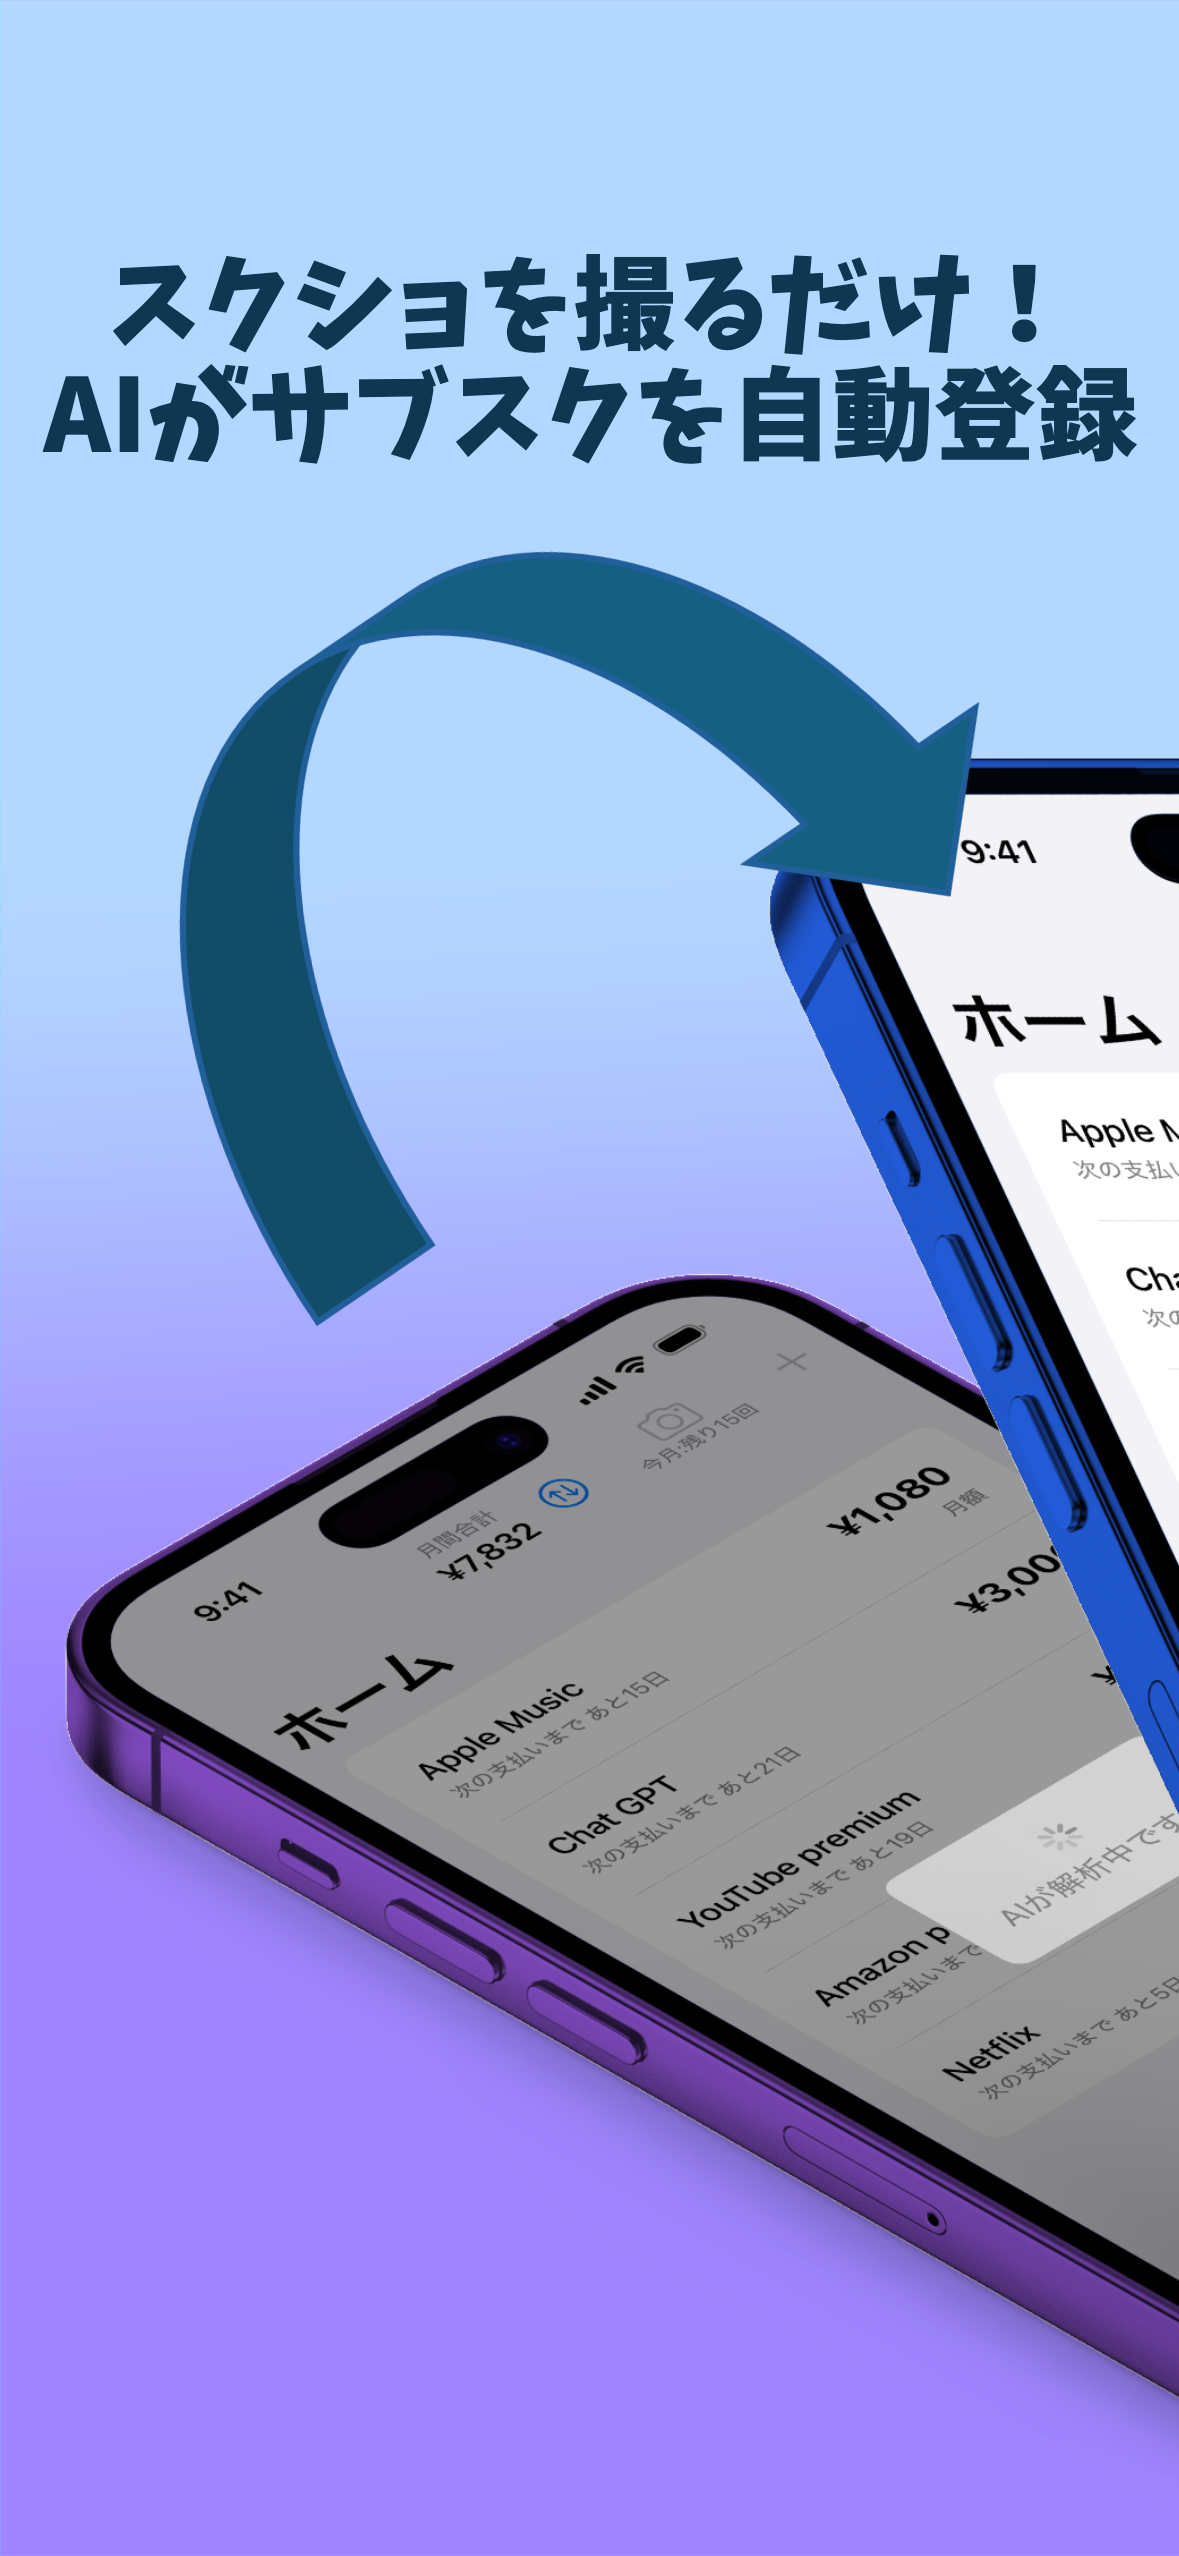 スクショを撮るだけ！
AIがサブスクを自動登録
9:41
ホーム
Apple M
次の支払い
Cha
次の
9:41
月間合計
¥7,832
今月:残り15回
ホーム
Apple Music
次の支払いまで あと15日
¥1,080
月額
Chat GPT
次の支払いまで あと21日
¥3,00
YouTube premium
次の支払いまで あと19日
¥
Amazon p
次の支払いまで
Netflix
次の支払いまで あと5日
AIが解析中です